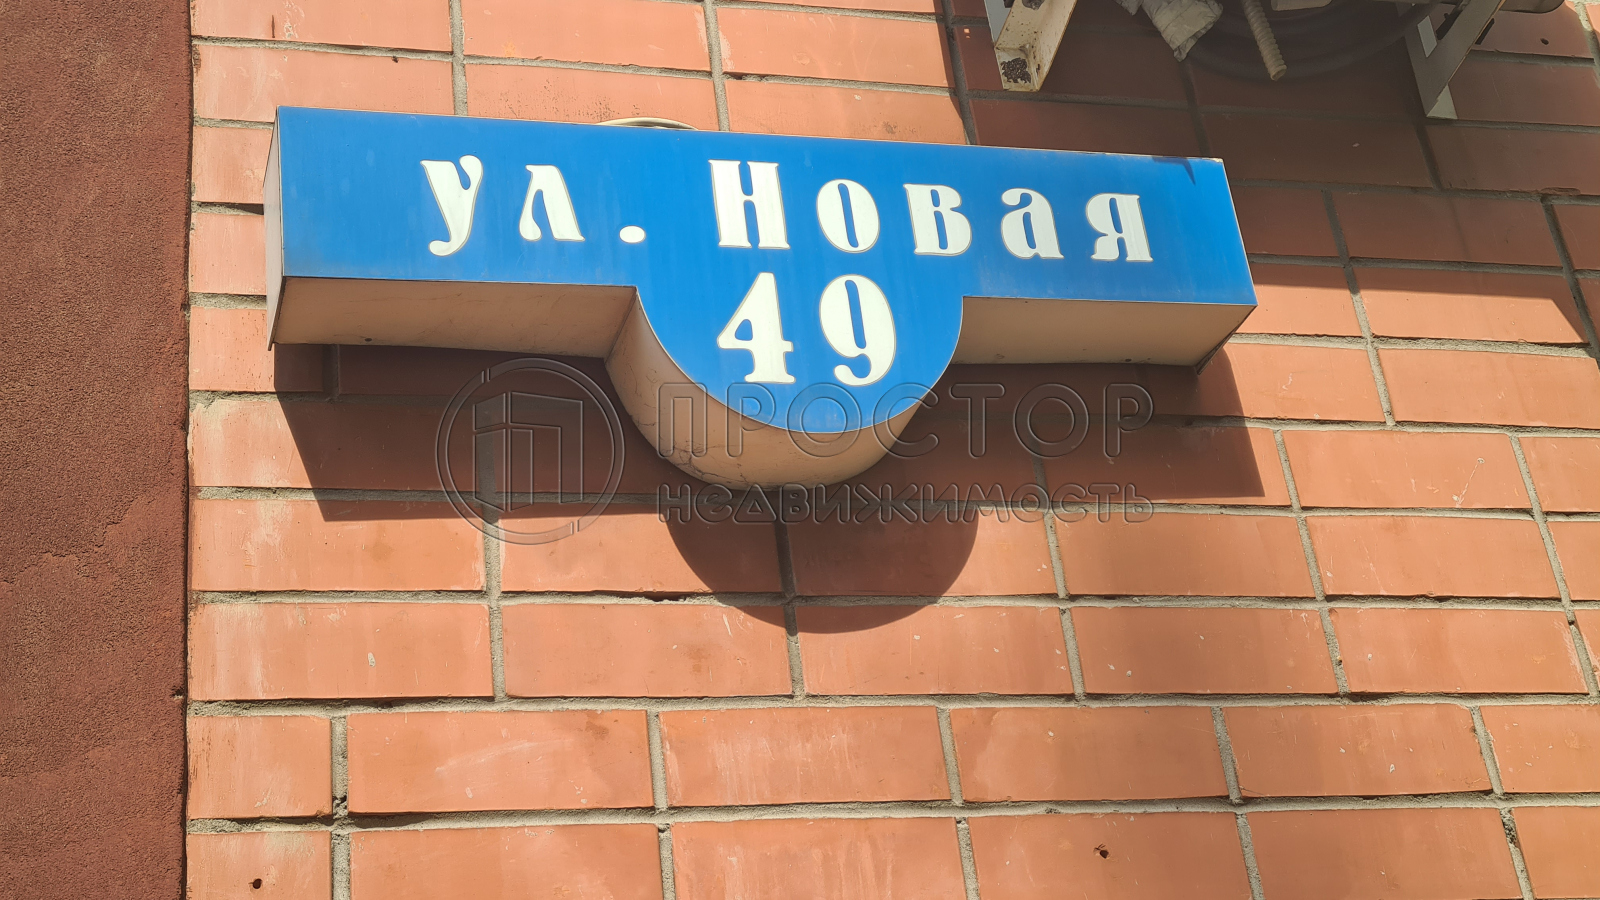 ул. Новая
49
ПРОСТОР
недвижимость